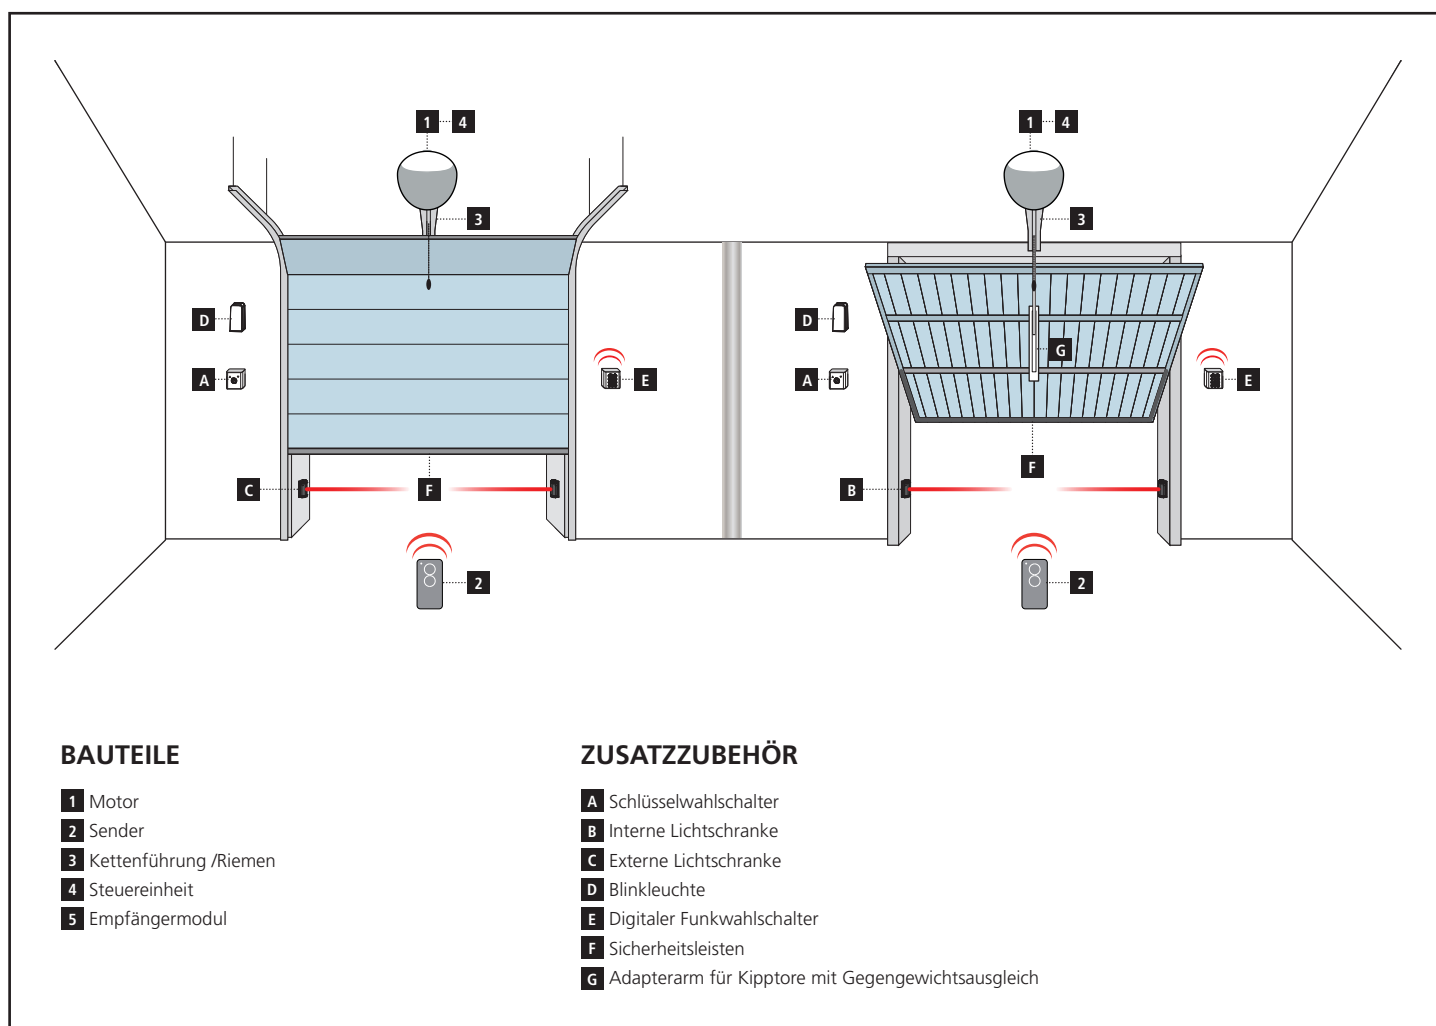 1 4
1 4
3
3
D
D
A
E
A
G
E
C
F
B
F
2
2
BAUTEILE
1 Motor
2 Sender
3 Kettenführung /Riemen
4 Steuereinheit
5 Empfängermodul
ZUSATZZUBEHÖR
A Schlüsselwahlschalter
B Interne Lichtschranke
C Externe Lichtschranke
D Blinkleuchte
E Digitaler Funkwahlschalter
F Sicherheitsleisten
G Adapterarm für Kipptore mit Gegengewichtsausgleich